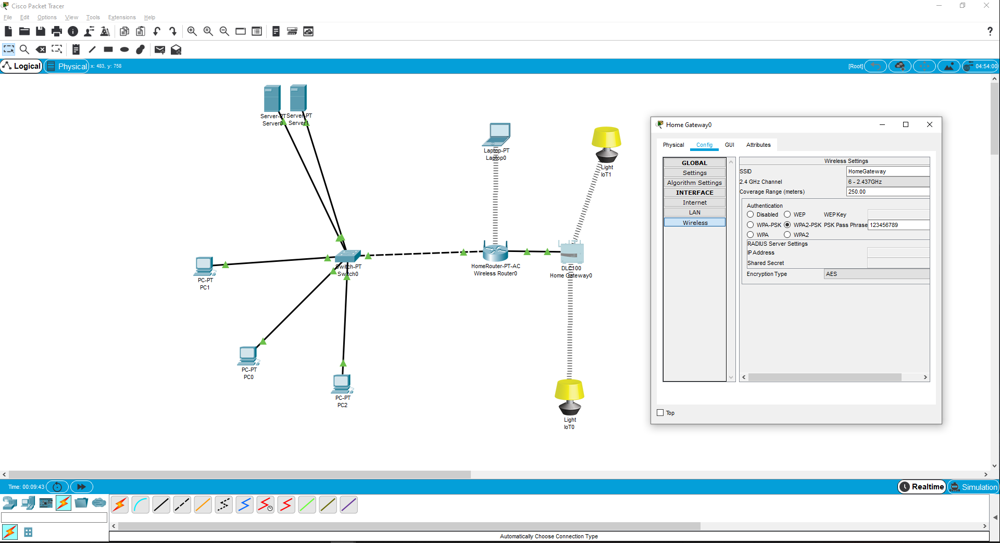 Cisco Packet Tracer
File Edit Options View Tools Extensions Help
Logical Physical x: 483, y: 758 [Root] 04:54:00
Server-PT Server-PT
Server0 Server1
Laptop-PT
Laptop0
Light
IoT1
PC-PT
PC1
Switch-PT
Switch0
HomeRouter-PT-AC
Wireless Router0
DLC100
Home Gateway0
PC-PT
PC0
PC-PT
PC2
Light
IoT0
Home Gateway0
Physical Config GUI Attributes
GLOBAL
Settings
Algorithm Settings
INTERFACE
Internet
LAN
Wireless
Wireless Settings
SSID HomeGateway
2.4 GHz Channel 6 - 2.437GHz
Coverage Range (meters) 250.00
Authentication
Disabled WEP WEP Key
WPA-PSK WPA2-PSK PSK Pass Phrase 123456789
WPA WPA2
RADIUS Server Settings
IP Address
Shared Secret
Encryption Type AES
Top
Time: 00:09:43 Realtime Simulation
Automatically Choose Connection Type